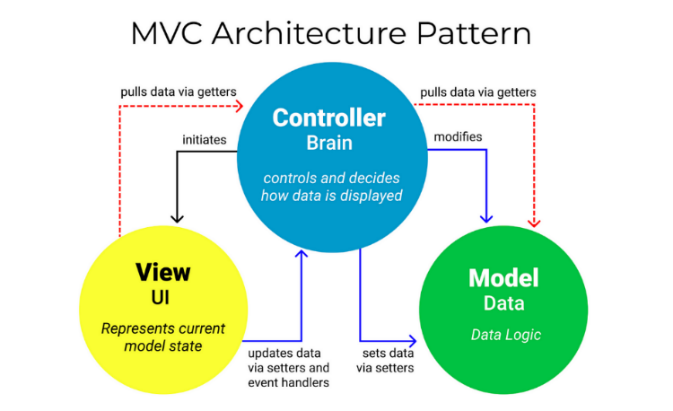 MVC Architecture Pattern
pulls data via getters
pulls data via getters
Controller
Brain
controls and decides
how data is displayed
initiates
modifies
View
UI
Represents current
model state
Model
Data
Data Logic
updates data
via setters and
event handlers
sets data
via setters